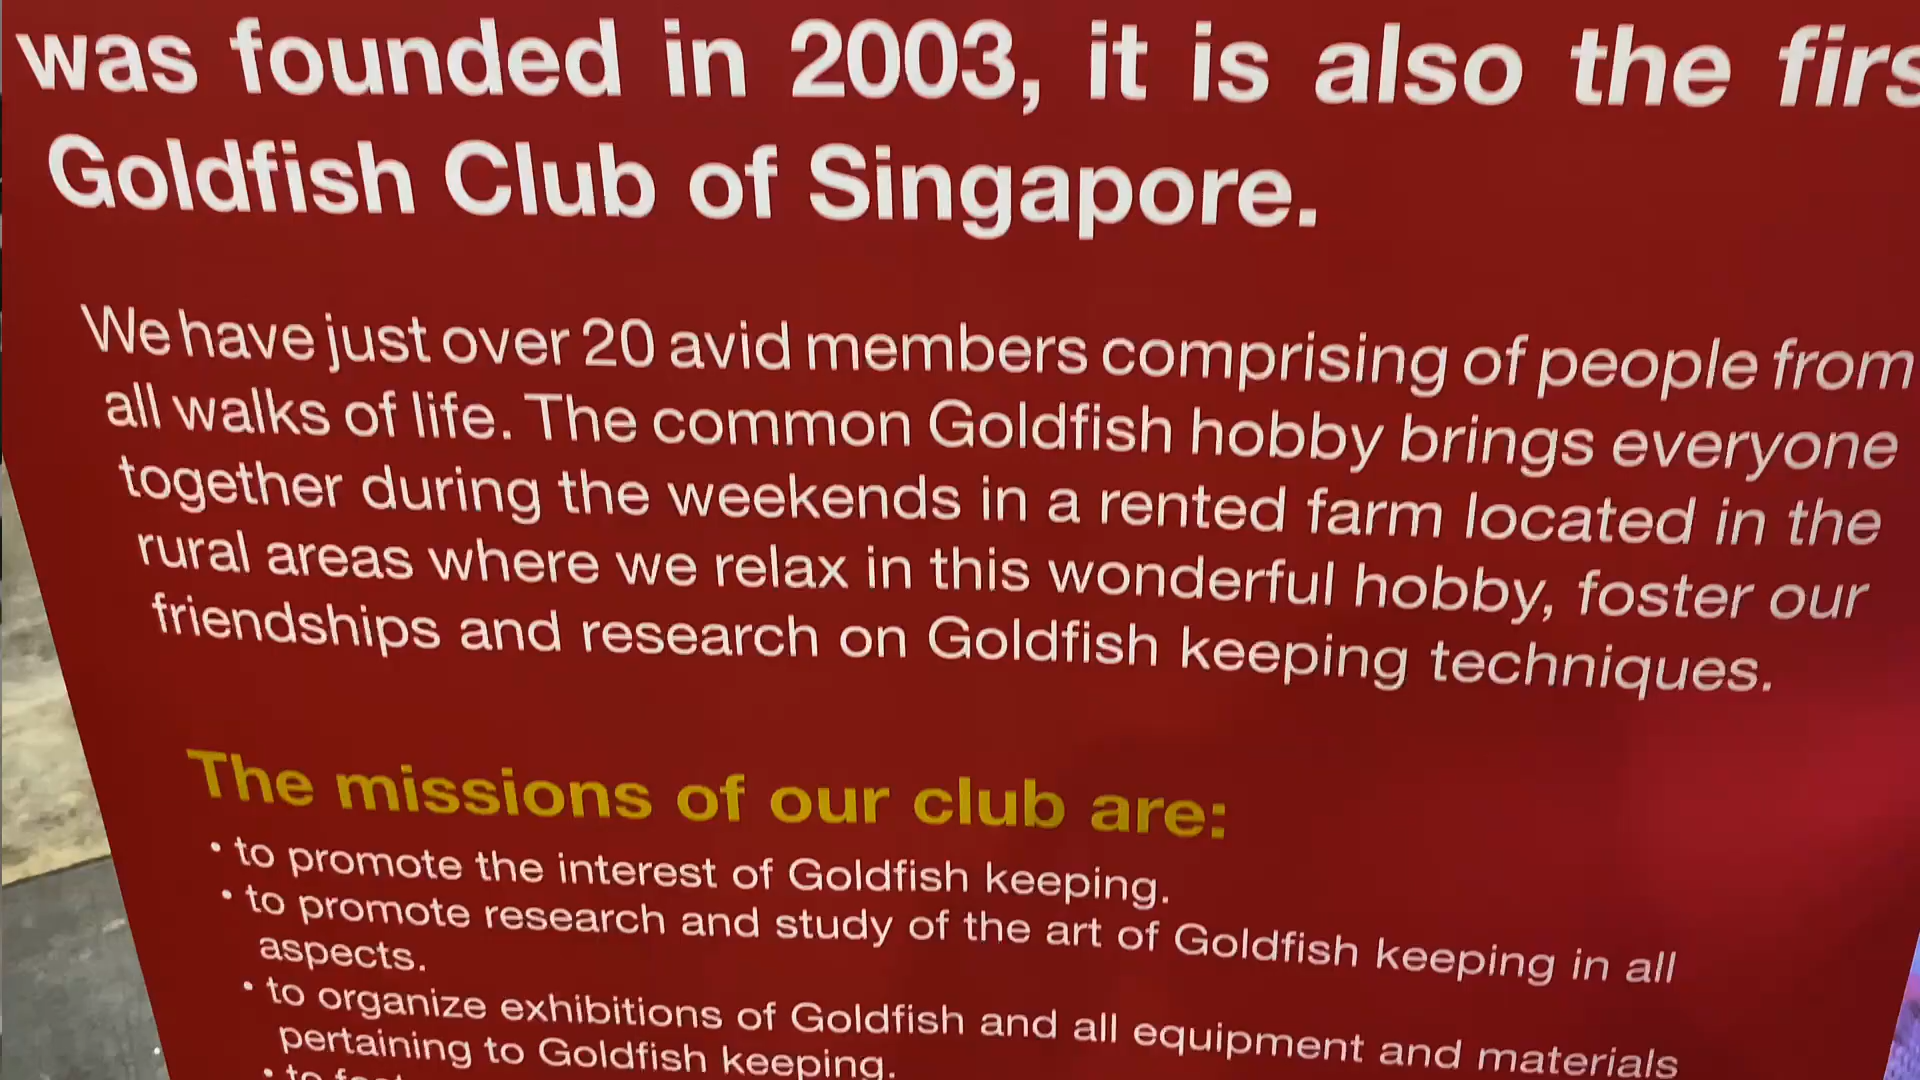 was founded in 2003, it is also the firs
Goldfish Club of Singapore.
We have just over 20 avid members comprising of people from
all walks of life. The common Goldfish hobby brings everyone
together during the weekends in a rented farm located in the
rural areas where we relax in this wonderful hobby, foster our
friendships and research on Goldfish keeping techniques.
The missions of our club are:
• to promote the interest of Goldfish keeping.
• to promote research and study of the art of Goldfish keeping in all
aspects.
• to organize exhibitions of Goldfish and all equipment and materials
pertaining to Goldfish keeping.
• to